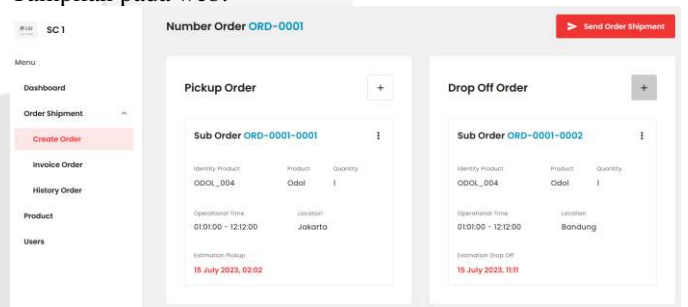 Tampilan pada web:
SC 1
Number Order ORD-0001
Send Order Shipment
Menu
Dashboard
Order Shipment
Create Order
Invoice Order
History Order
Product
Users
Pickup Order
+
Sub Order ORD-0001-0001
Identity Product Product Quantity
ODOL_004 Odol 1
Operational Time Location
01:01:00 - 12:12:00 Jakarta
Estimation Pickup
15 July 2023, 02:02
Drop Off Order
+
Sub Order ORD-0001-0002
Identity Product Product Quantity
ODOL_004 Odol 1
Operational Time Location
01:01:00 - 12:12:00 Bandung
Estimation Drop Off
15 July 2023, 11:11